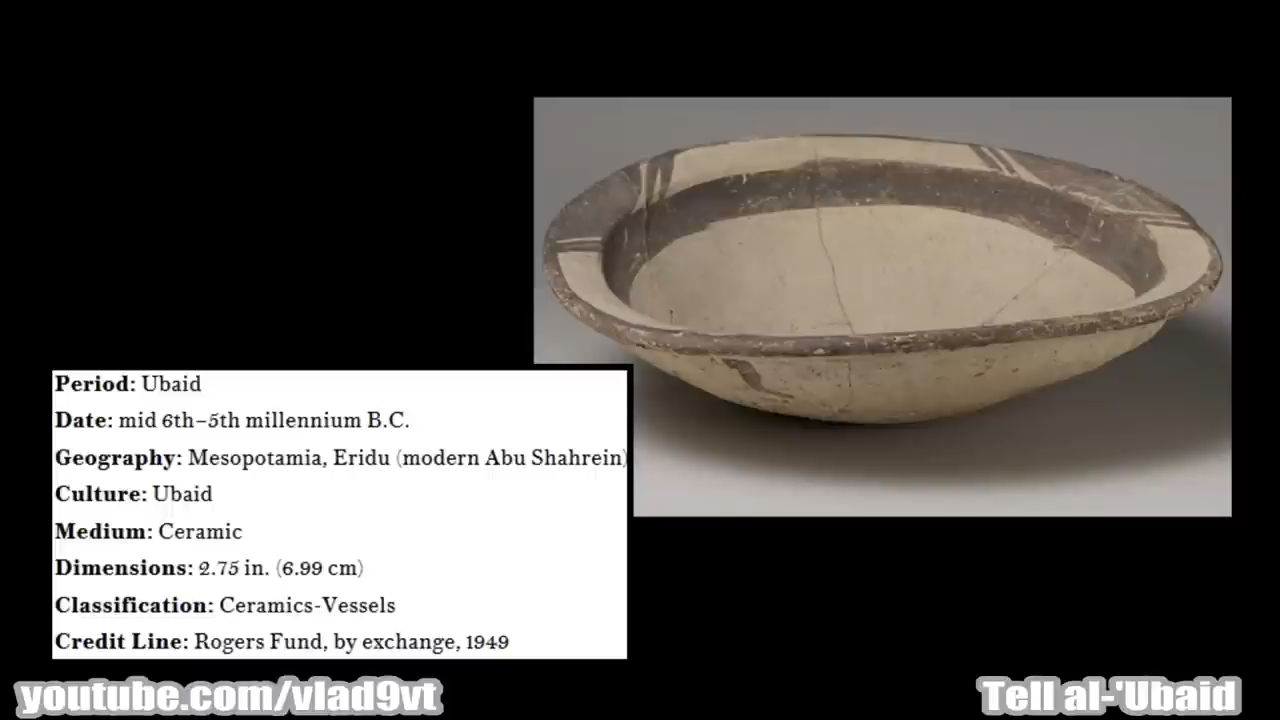 Period: Ubaid
Date: mid 6th–5th millennium B.C.
Geography: Mesopotamia, Eridu (modern Abu Shahrein)
Culture: Ubaid
Medium: Ceramic
Dimensions: 2.75 in. (6.99 cm)
Classification: Ceramics-Vessels
Credit Line: Rogers Fund, by exchange, 1949
youtube.com/vlad9vt
Tell al-'Ubaid